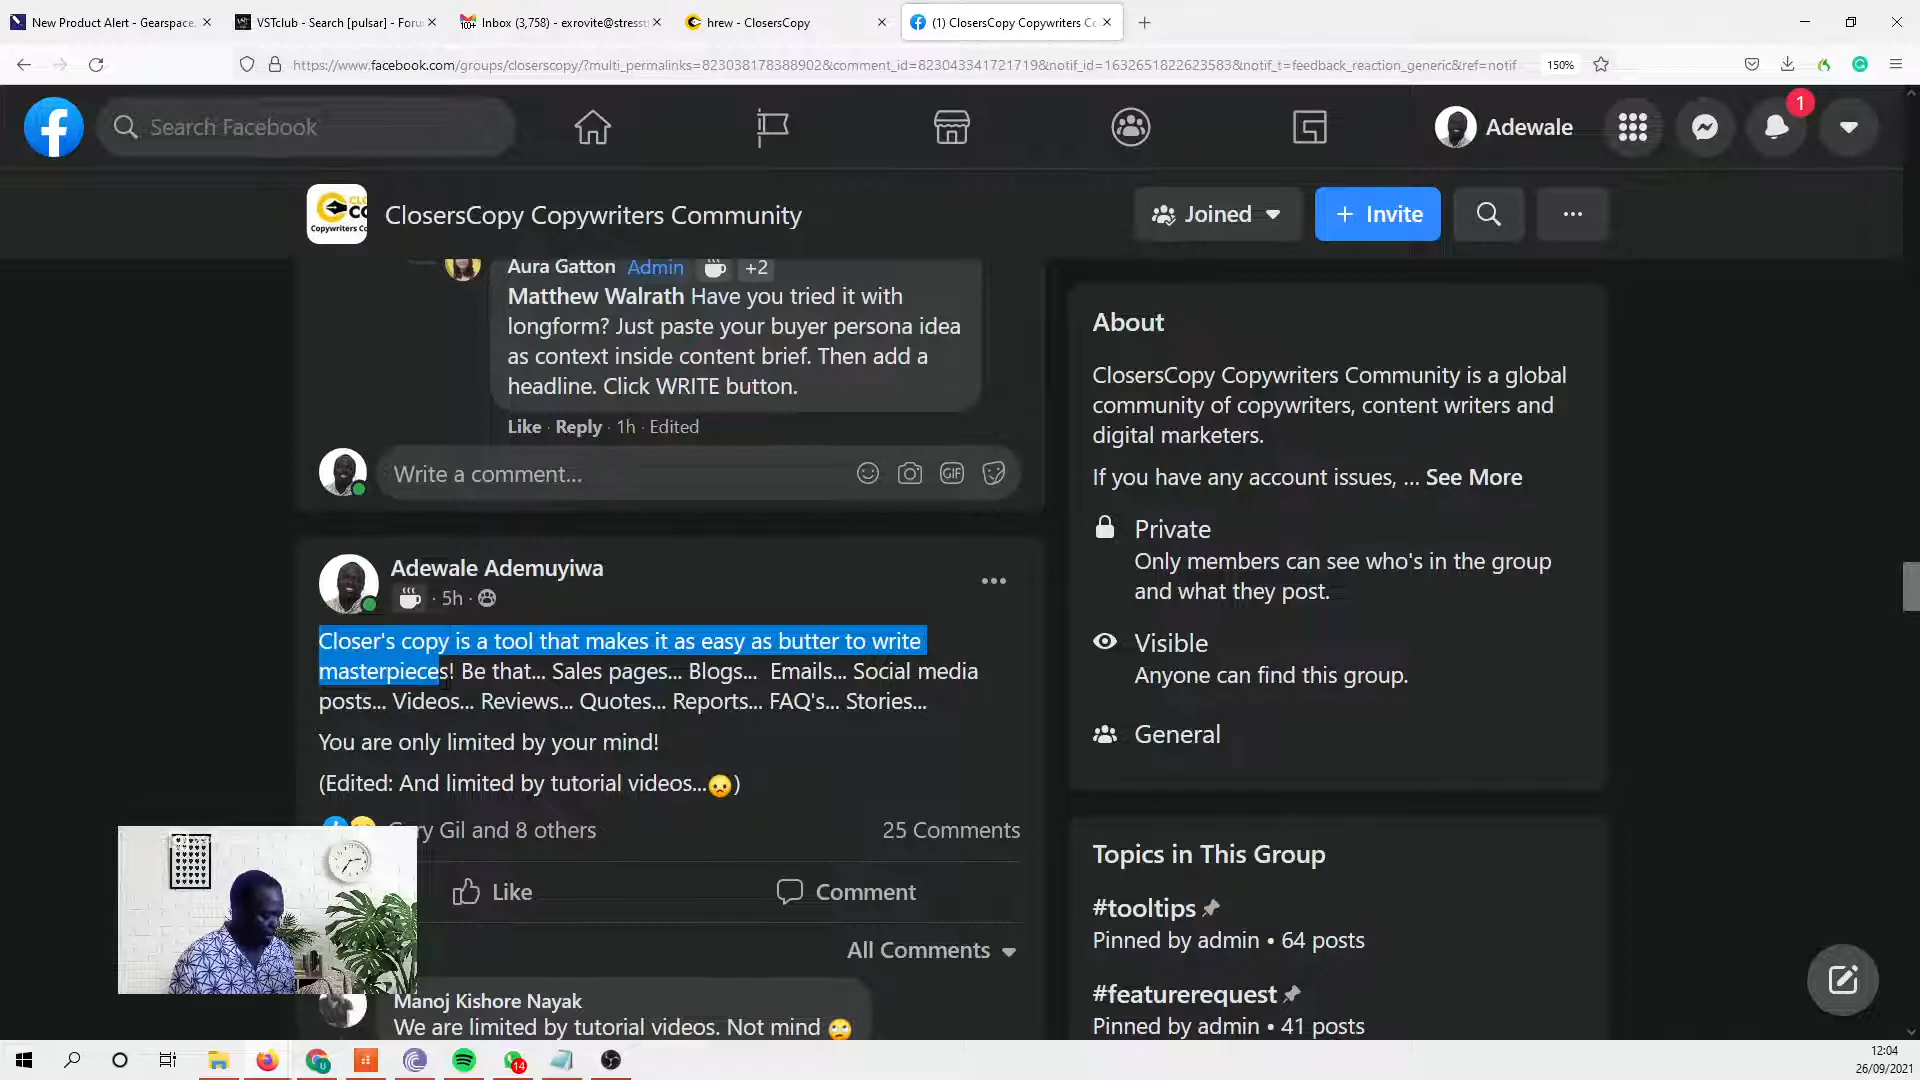 New Product Alert - Gearspace.
VSTclub - Search [pulsar] - Foru
100+
Inbox (3,758) - exrovite@stress
hrew - ClosersCopy
(1) ClosersCopy Copywriters Co
https://www.facebook.com/groups/closerscopy/?multi_permalinks=823038178388902&comment_id=823043341721719&notif_id=1632651822623583&notif_t=feedback_reaction_generic&ref=notif
150%
Search Facebook
Adewale
1
Copywriters Co
ClosersCopy Copywriters Community
Joined
+ Invite
Aura Gatton Admin +2
Matthew Walrath Have you tried it with
longform? Just paste your buyer persona idea
as context inside content brief. Then add a
headline. Click WRITE button.
Like · Reply · 1h · Edited
Write a comment...
GIF
Adewale Ademuyiwa
· 5h ·
Closer's copy is a tool that makes it as easy as butter to write
masterpieces! Be that... Sales pages... Blogs... Emails... Social media
posts... Videos... Reviews... Quotes... Reports... FAQ's... Stories...
You are only limited by your mind!
(Edited: And limited by tutorial videos...😞)
Gary Gil and 8 others
25 Comments
Like
Comment
All Comments
Manoj Kishore Nayak
We are limited by tutorial videos. Not mind 🙄
About
ClosersCopy Copywriters Community is a global
community of copywriters, content writers and
digital marketers.
If you have any account issues, ... See More
Private
Only members can see who's in the group
and what they post.
Visible
Anyone can find this group.
General
Topics in This Group
#tooltips
Pinned by admin • 64 posts
#featurerequest
Pinned by admin • 41 posts
14
12:04
26/09/2021